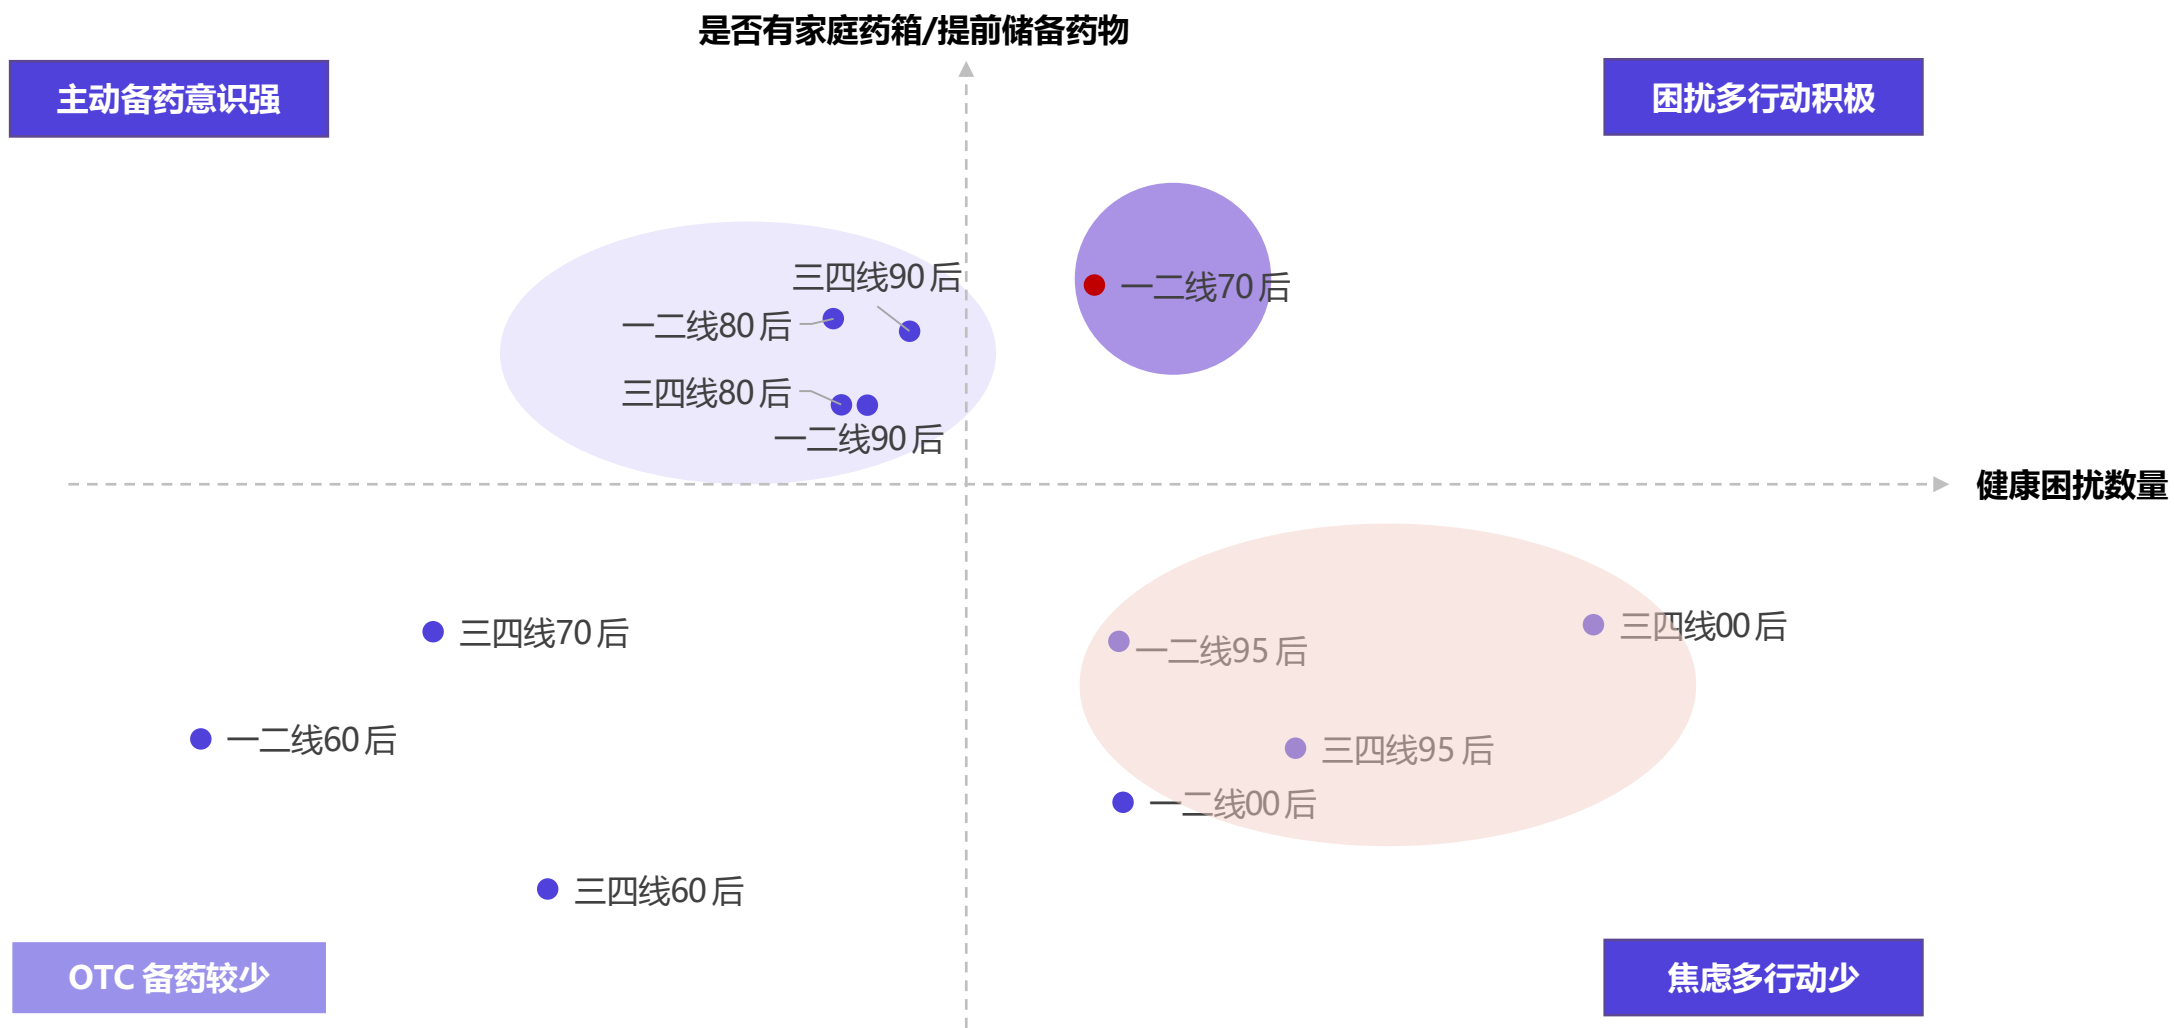 是否有家庭药箱/提前储备药物
主动备药意识强
困扰多行动积极
三四线90后
一二线70后
一二线80后
三四线80后
一二线90后
健康困扰数量
三四线00后
三四线70后
一二线95后
一二线60后
三四线95后
一二线00后
三四线60后
OTC 备药较少
焦虑多行动少